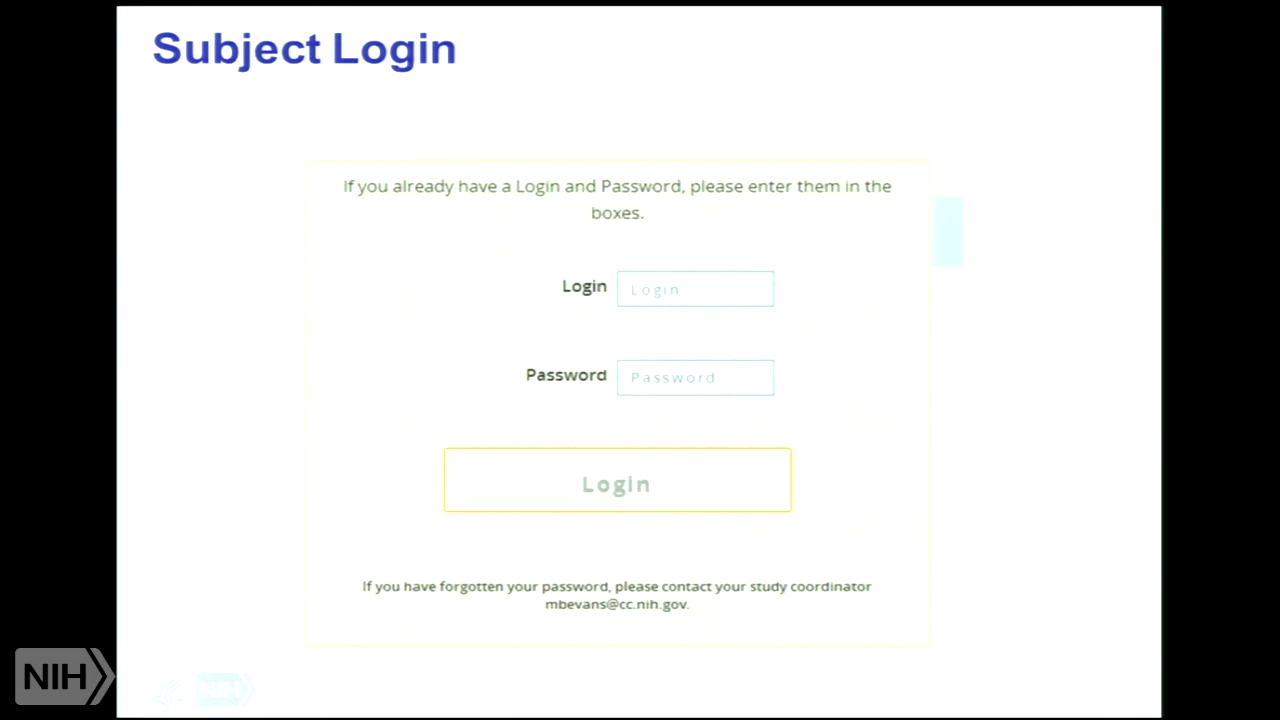 Subject Login
If you already have a Login and Password, please enter them in the
boxes.
Login
Login
Password
Password
Login
If you have forgotten your password, please contact your study coordinator
mbevans@cc.nih.gov.
NIH
NIH